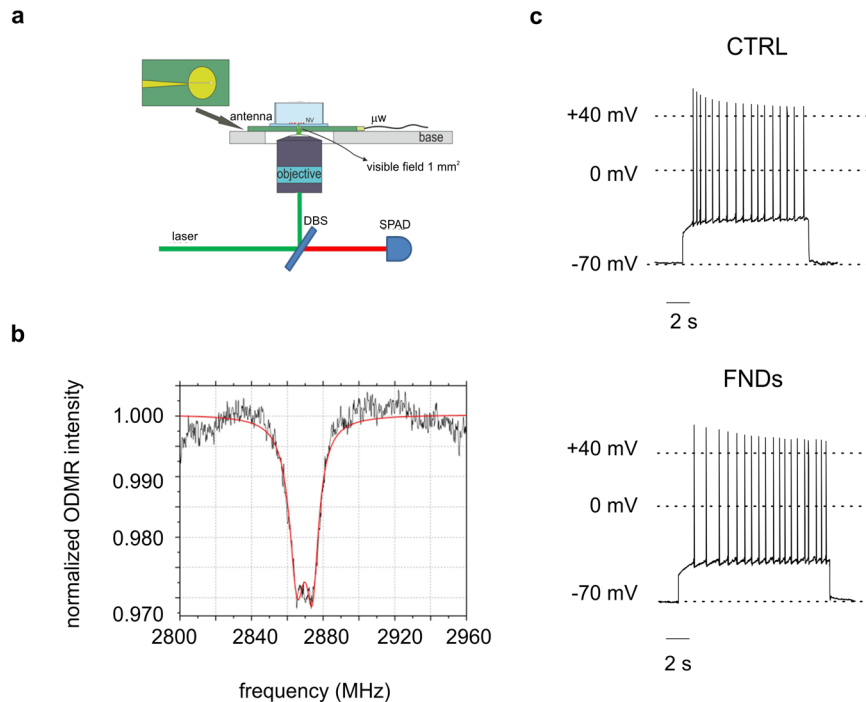 a
antenna
NV
μw
base
visible field 1 mm²
objective
DBS
SPAD
laser
b
normalized ODMR intensity
1.000
0.990
0.980
0.970
2800 2840 2880 2920 2960
frequency (MHz)
c
CTRL
+40 mV
0 mV
-70 mV
2 s
FNDs
+40 mV
0 mV
-70 mV
2 s